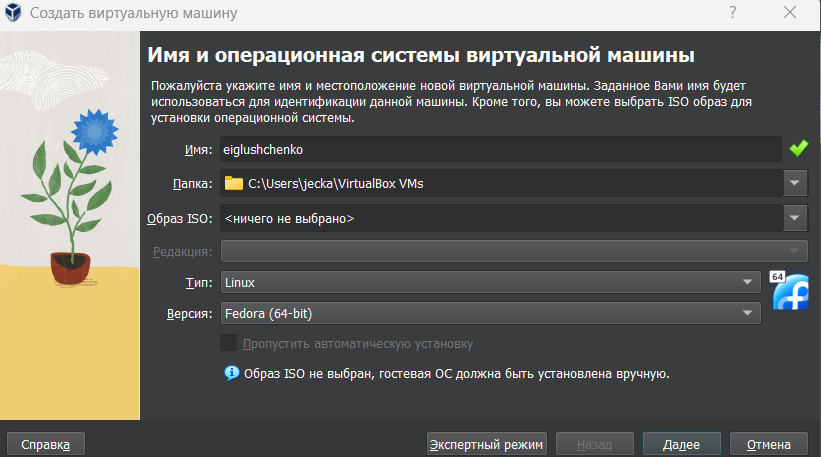 Создать виртуальную машину
?
Имя и операционная системы виртуальной машины
Пожалуйста укажите имя и местоположение новой виртуальной машины. Заданное Вами имя будет
использоваться для идентификации данной машины. Кроме того, вы можете выбрать ISO образ для
установки операционной системы.
Имя: eiglushchenko
Папка: C:\Users\jecka\VirtualBox VMs
Образ ISO: <ничего не выбрано>
Редакция:
Тип: Linux
64
Версия: Fedora (64-bit)
Пропустить автоматическую установку
Образ ISO не выбран, гостевая ОС должна быть установлена вручную.
Справка Экспертный режим Назад Далее Отмена